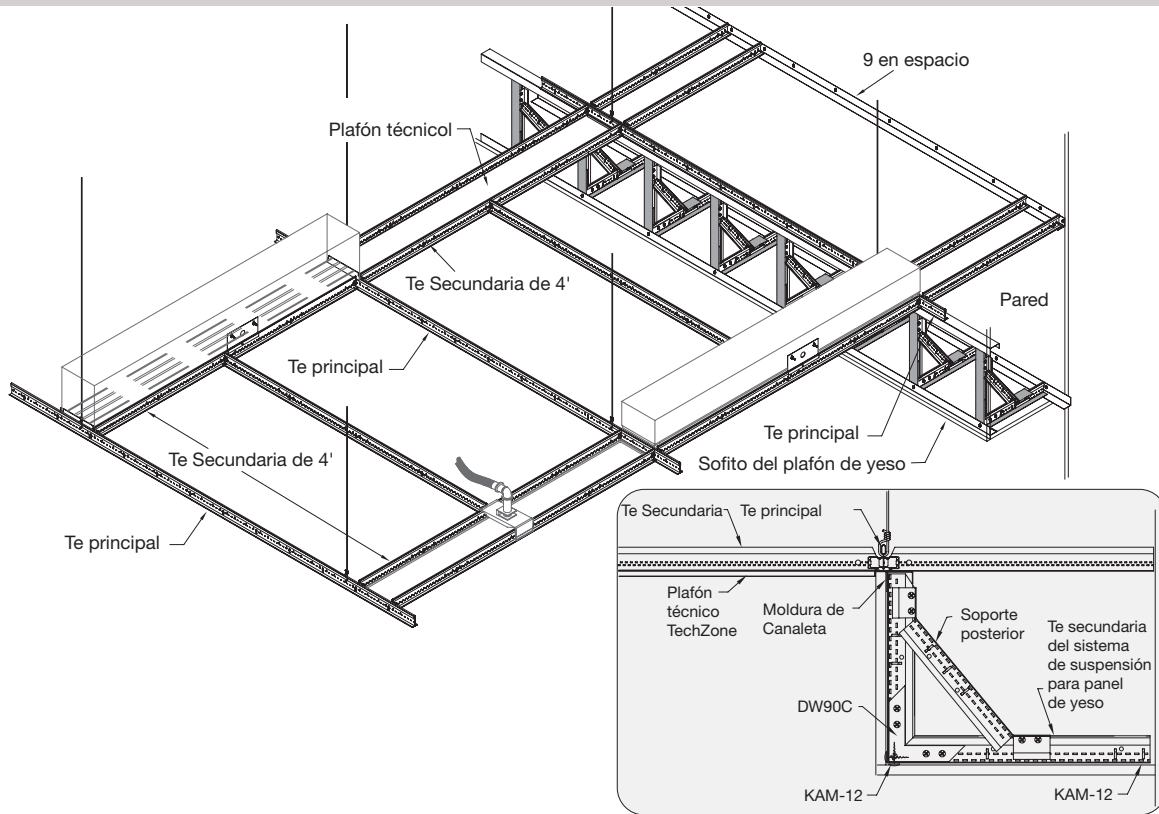 9 en espacio
Plafón técnicol
Te Secundaria de 4'
Pared
Te principal
Te principal
Te Secundaria de 4'
Sofito del plafón de yeso
Te principal
Te Secundaria
Te principal
Plafón
técnico
TechZone
Moldura de
Canaleta
Soporte
posterior
Te secundaria
del sistema
de suspensión
para panel
de yeso
DW90C
KAM-12
KAM-12